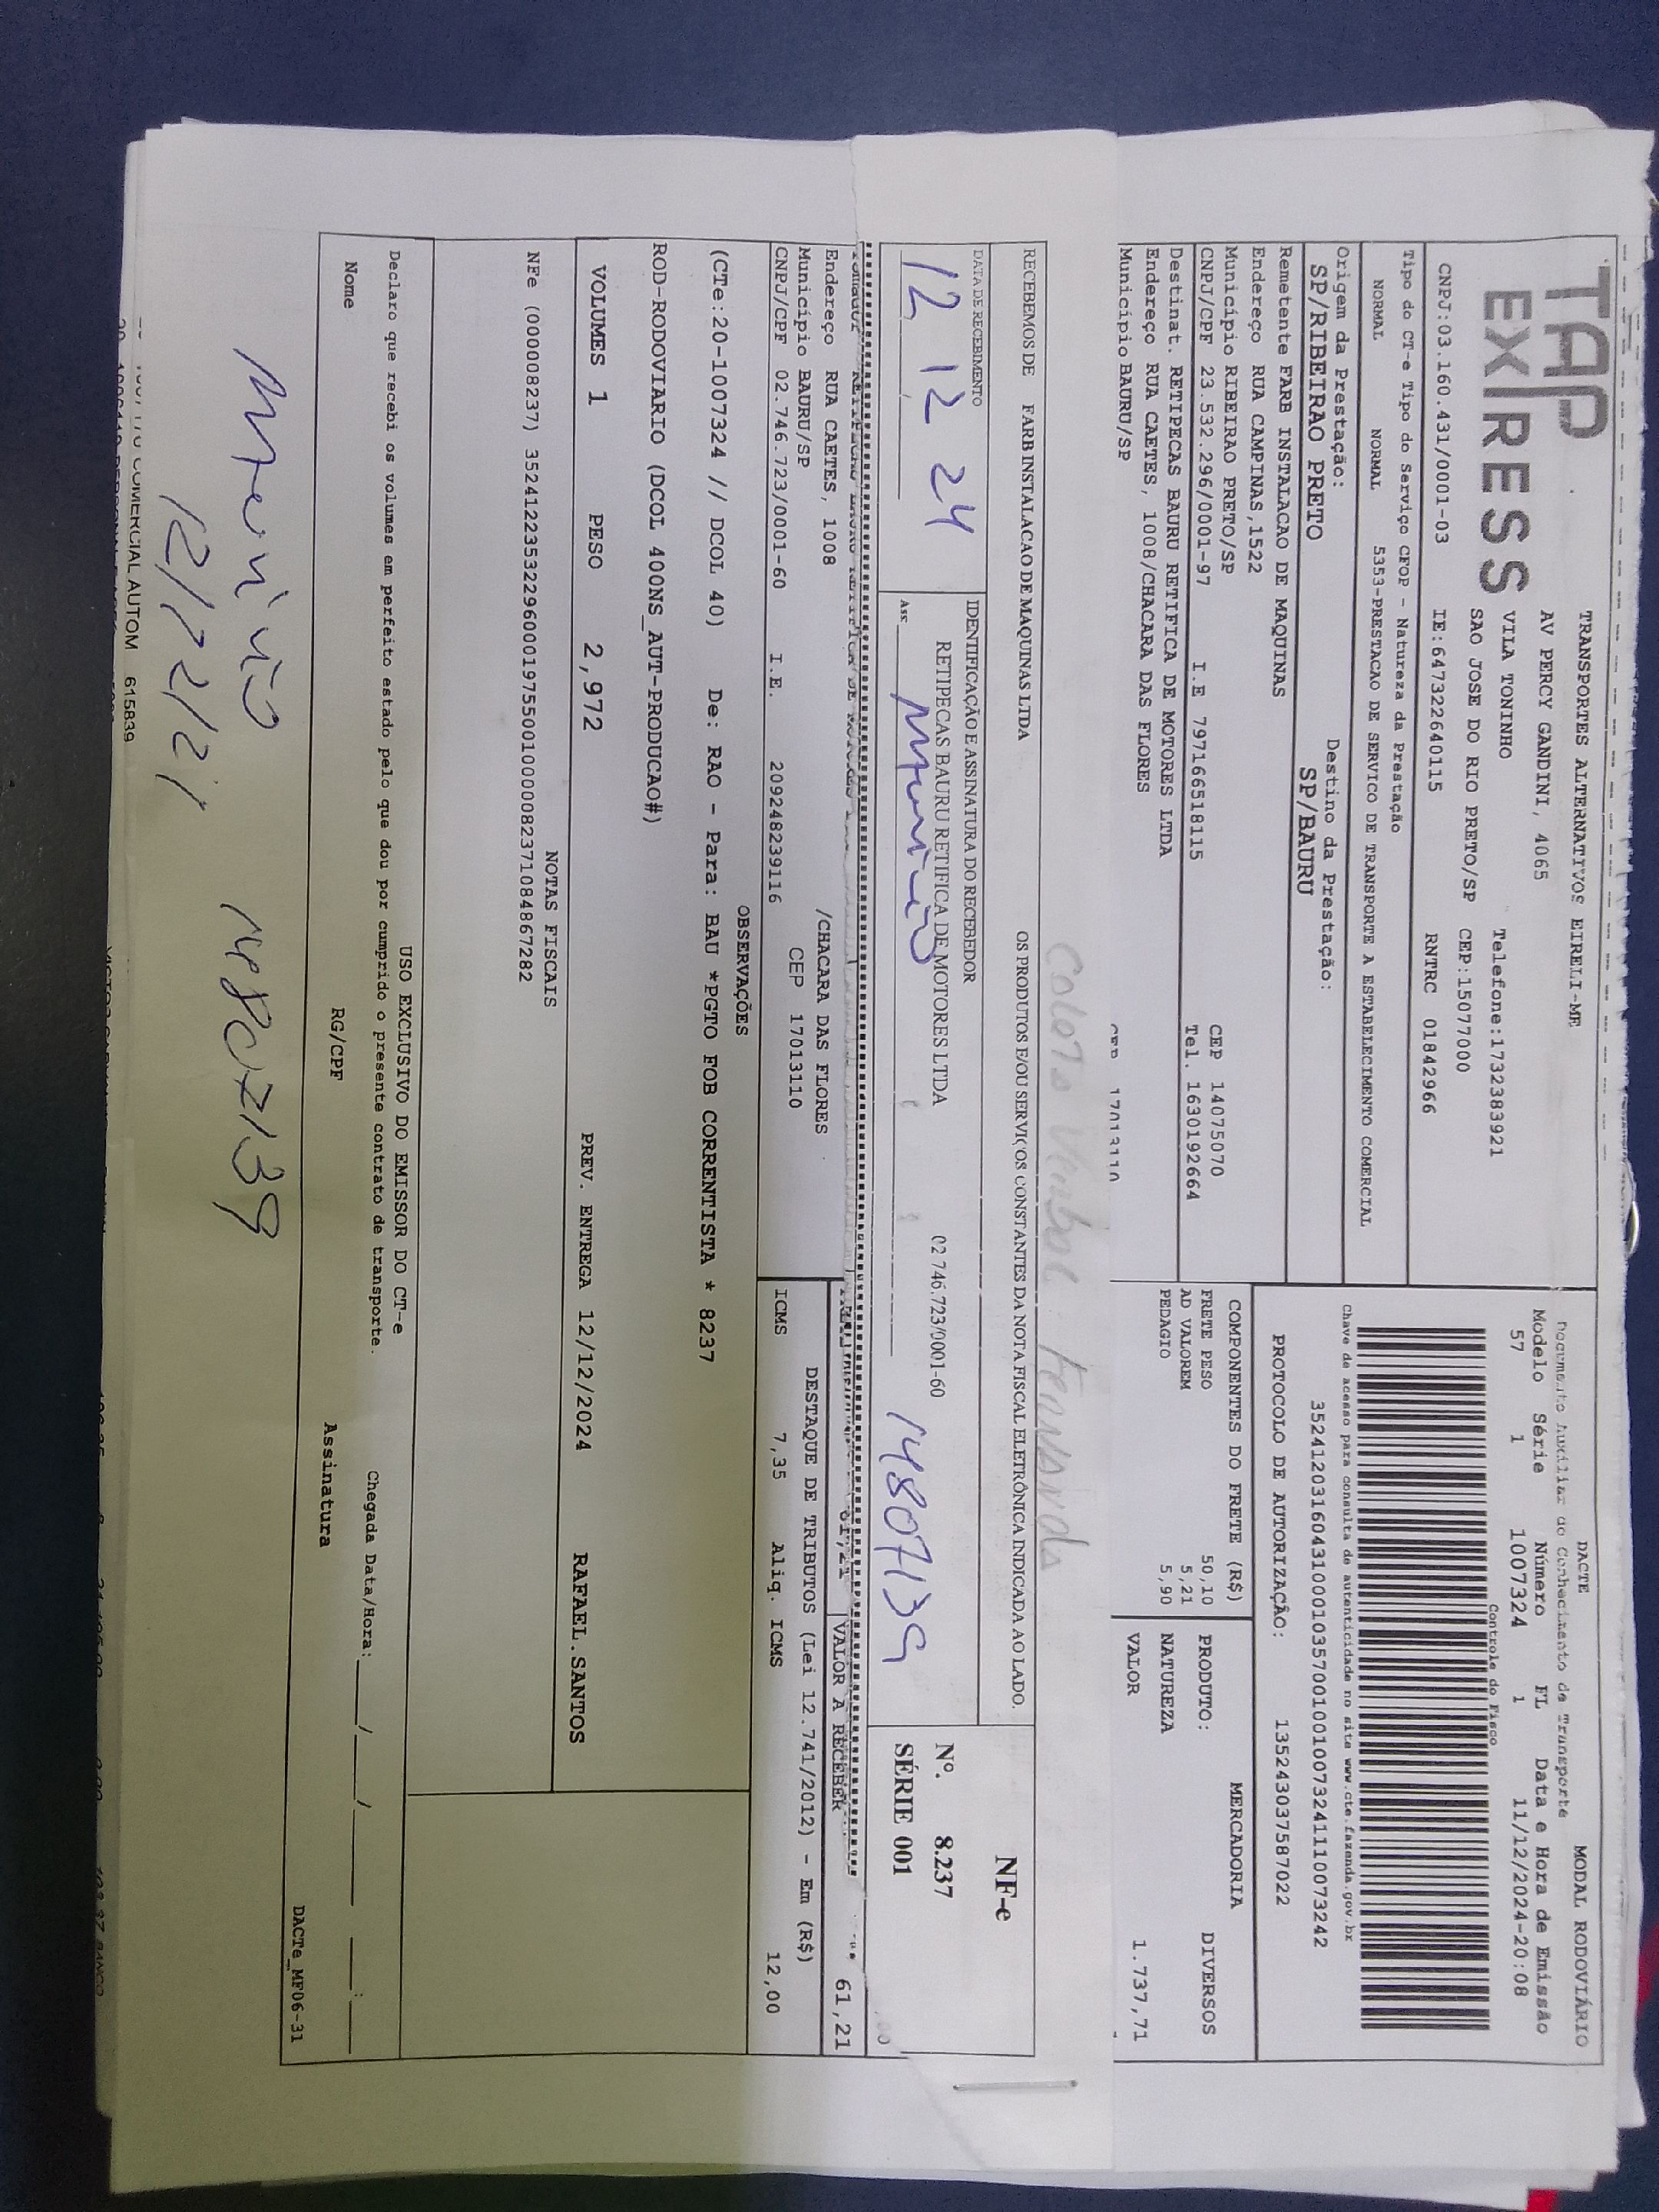 TAP
EXPRESS
TRANSPORTES ALTERNATIVOS EIRELI-ME
AV PERCY GANDINI, 4065
VILA TONINHO Telefone:1732383921
SAO JOSE DO RIO PRETO/SP CEP:15077000
CNPJ:03.160.431/0001-03 IE:647322640115 RNTRC 01842966
DACTE MODAL RODOVIÁRIO
Documento Auxiliar do Conhecimento de Transporte
Modelo Série Número FL Data e Hora de Emissão
57 1 1007324 1 11/12/2024-20:08
Controle do Fisco
Tipo do CT-e Tipo do Serviço CFOP - Natureza da Prestação
NORMAL NORMAL 5353-PRESTACAO DE SERVICO DE TRANSPORTE A ESTABELECIMENTO COMERCIAL
Chave de acesso para consulta de autenticidade no site www.cte.fazenda.gov.br
35241203160431000103570010010073241110073242
Origem da Prestação: Destino da Prestação:
SP/RIBEIRAO PRETO SP/BAURU
PROTOCOLO DE AUTORIZAÇÃO: 135243037587022
Remetente FARB INSTALACAO DE MAQUINAS
Endereço RUA CAMPINAS,1522
Município RIBEIRAO PRETO/SP CEP 14075070
CNPJ/CPF 23.532.296/0001-97 I.E 797166518115 Tel. 1630192664
Destinat. RETIPECAS BAURU RETIFICA DE MOTORES LTDA
Endereço RUA CAETES, 1008/CHACARA DAS FLORES
Município BAURU/SP CEP 17013110
COMPONENTES DO FRETE (R$)
FRETE PESO 50,10
AD VALOREM 5,21
PEDAGIO 5,90
MERCADORIA
PRODUTO: DIVERSOS
NATUREZA
VALOR 1.737,71
RECEBEMOS DE FARB INSTALACAO DE MAQUINAS LTDA OS PRODUTOS E/OU SERVIÇOS CONSTANTES DA NOTA FISCAL ELETRÔNICA INDICADA AO LADO.
DATA DE RECEBIMENTO IDENTIFICAÇÃO E ASSINATURA DO RECEBEDOR
RETIPECAS BAURU RETIFICA DE MOTORES LTDA 02.746.723/0001-60
12 12 24
Ass: 14807139
NF-e
Nº. 8.237
SÉRIE 001
VALOR A RECEBER 61,21
Endereço RUA CAETES, 1008 /CHACARA DAS FLORES
Município BAURU/SP CEP 17013110
CNPJ/CPF 02.746.723/0001-60 I.E. 209248239116
DESTAQUE DE TRIBUTOS (Lei 12.741/2012) - Em (R$)
ICMS 7,35 Aliq. ICMS 12,00
OBSERVAÇÕES
(CTe:20-1007324 // DCOL 40) De: RAO - Para: BAU *PGTO FOB CORRENTISTA * 8237
ROD-RODOVIARIO (DCOL 400NS_AUT-PRODUCAO#)
VOLUMES 1 PESO 2,972 PREV. ENTREGA 12/12/2024 RAFAEL.SANTOS
NOTAS FISCAIS
NFe (000008237) 35241223532296000197550010000082371084867282
USO EXCLUSIVO DO EMISSOR DO CT-e
Declaro que recebi os volumes em perfeito estado pelo que dou por cumprido o presente contrato de transporte.
Chegada Data/Hora:___/___/___ __:__
Nome RG/CPF Assinatura
DACTe_MF06-31
14807139
12/12/24
COMERCIAL AUTOM 615839